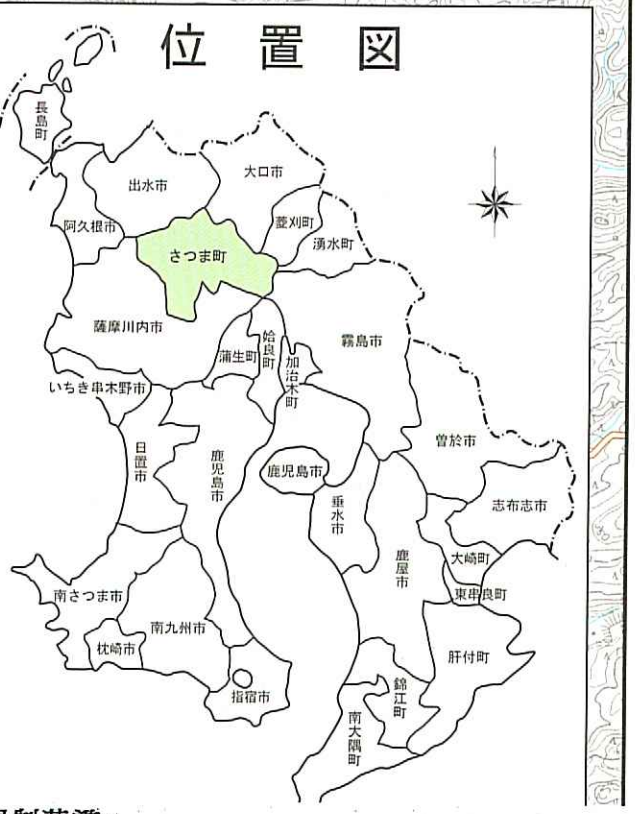 位置図
長島町
出水市
大口市
阿久根市
菱刈町
湧水町
さつま町
薩摩川内市
蒲生町
姶良町
加治木町
霧島市
いちき串木野市
日置市
鹿児島市
鹿児島市
垂水市
曽於市
志布志市
鹿屋市
大崎町
東串良町
南さつま市
南九州市
枕崎市
指宿市
肝付町
錦江町
南大隅町